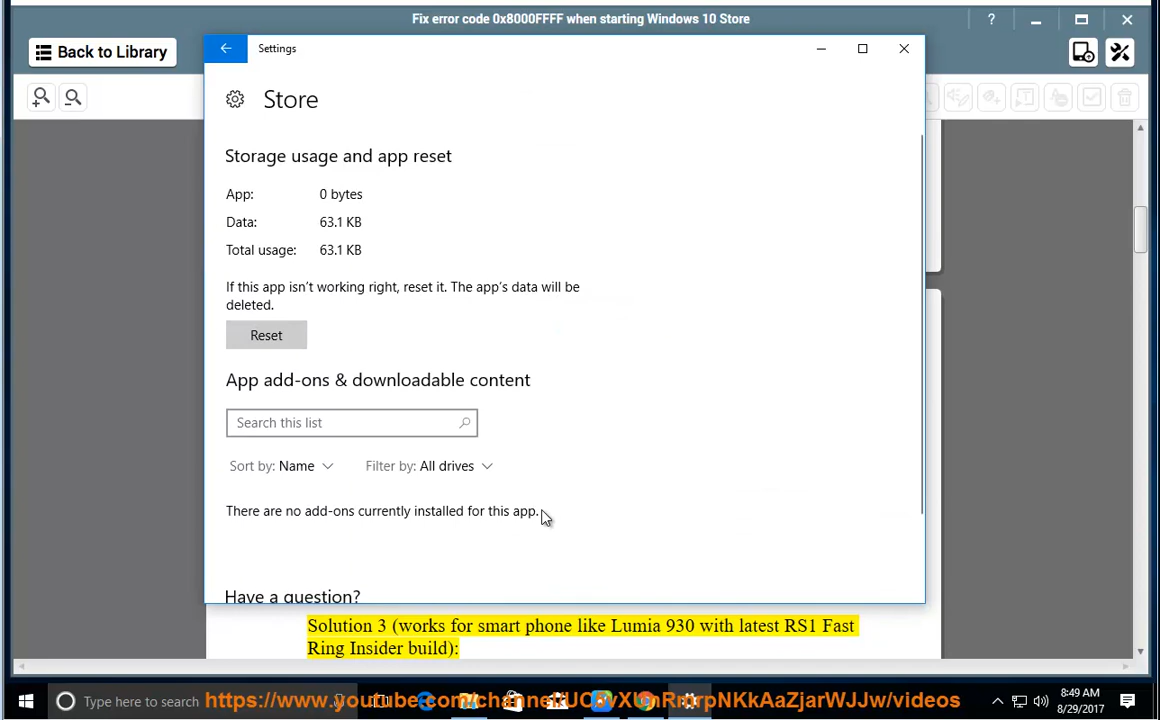 Fix error code 0x8000FFFF when starting Windows 10 Store
?
Back to Library
Settings
Store
Storage usage and app reset
App: 0 bytes
Data: 63.1 KB
Total usage: 63.1 KB
If this app isn't working right, reset it. The app's data will be
deleted.
Reset
App add-ons & downloadable content
Search this list
Sort by: Name Filter by: All drives
There are no add-ons currently installed for this app.
Have a question?
Solution 3 (works for smart phone like Lumia 930 with latest RS1 Fast
Ring Insider build):
Type here to search
8:49 AM
8/29/2017